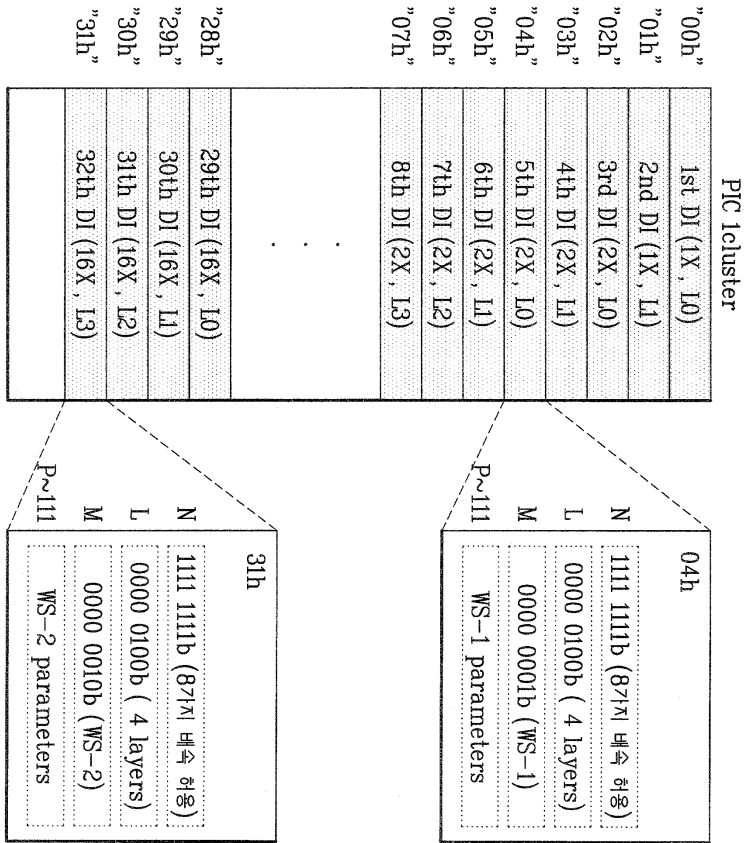 PIC 1cluster
"00h" 1st DI (1X , L0)
"01h" 2nd DI (1X , L1)
"02h" 3rd DI (2X , L0)
"03h" 4th DI (2X , L1)
"04h" 5th DI (2X , L0)
"05h" 6th DI (2X , L1)
"06h" 7th DI (2X , L2)
"07h" 8th DI (2X , L3)
. . .
"28h" 29th DI (16X , L0)
"29h" 30th DI (16X , L1)
"30h" 31th DI (16X , L2)
"31h" 32th DI (16X , L3)
04h
N 1111 1111b (8가지 배속 허용)
L 0000 0100b ( 4 layers)
M 0000 0001b (WS-1)
P~111 WS-1 parameters
31h
N 1111 1111b (8가지 배속 허용)
L 0000 0100b ( 4 layers)
M 0000 0010b (WS-2)
P~111 WS-2 parameters